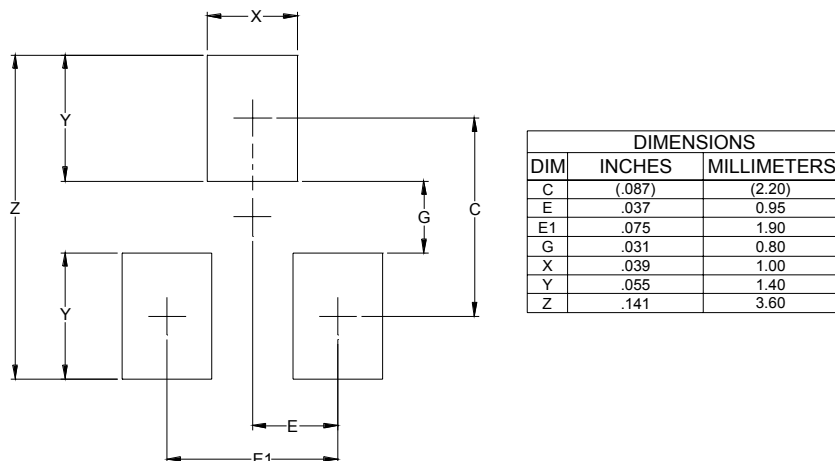 X
Y
Z
G
C
Y
E
E1
DIMENSIONS
DIM INCHES MILLIMETERS
C (.087) (2.20)
E .037 0.95
E1 .075 1.90
G .031 0.80
X .039 1.00
Y .055 1.40
Z .141 3.60